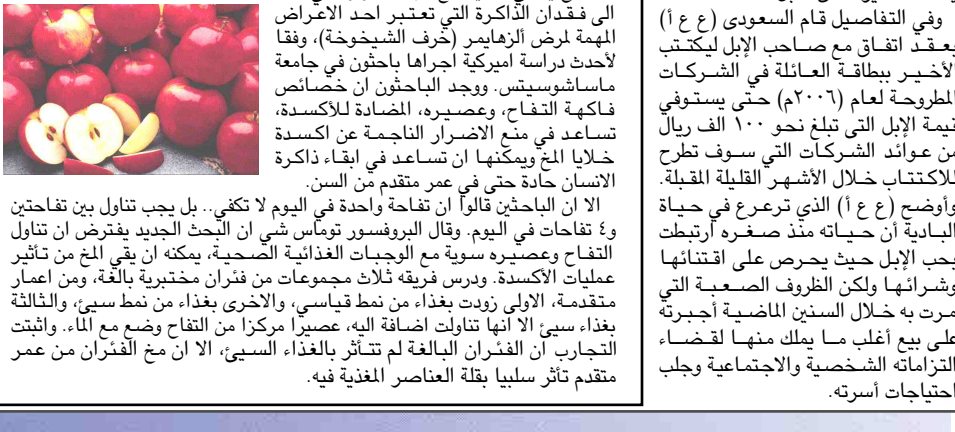 وفي التفاصيل قام السعودي (ع ع أ)
بعقد اتفاق مع صاحب الإبل ليكتتب
الأخير ببطاقة العائلة في الشركات
المطروحة لعام (٢٠٠٦م) حتى يستوفي
قيمة الإبل التي تبلغ نحو ١٠٠ الف ريال
من عوائد الشركات التي سوف تطرح
للاكتتاب خلال الأشهر القليلة المقبلة.
وأوضح (ع ع أ) الذي ترعرع في حياة
البادية أن حياته منذ صغره ارتبطت
بحب الإبل حيث يحرص على اقتنائها
وشرائها ولكن الظروف الصعبة التي
مرت به خلال السنين الماضية أجبرته
على بيع أغلب ما يملك منها لقضاء
التزاماته الشخصية والاجتماعية وجلب
احتياجات أسرته.
الى فقدان الذاكرة التي تعتبر احد الاعراض
المهمة لمرض ألزهايمر (خرف الشيخوخة)، وفقا
لأحدث دراسة اميركية اجراها باحثون في جامعة
ماساشوسيتس. ووجد الباحثون ان خصائص
فاكهة التفاح، وعصيره، المضادة للأكسدة،
تساعد في منع الاضرار الناجمة عن اكسدة
خلايا المخ ويمكنها ان تساعد في ابقاء ذاكرة
الانسان حادة حتى في عمر متقدم من السن.
الا ان الباحثين قالوا ان تفاحة واحدة في اليوم لا تكفي.. بل يجب تناول بين تفاحتين
و٤ تفاحات في اليوم. وقال البروفسور توماس شي ان البحث الجديد يفترض ان تناول
التفاح وعصيره سوية مع الوجبات الغذائية الصحية، يمكنه ان يقي المخ من تأثير
عمليات الأكسدة. ودرس فريقه ثلاث مجموعات من فئران مختبرية بالغة، ومن اعمار
متقدمة، الاولى زودت بغذاء من نمط قياسي، والاخرى بغذاء من نمط سيئ، والثالثة
بغذاء سيئ الا انها تناولت اضافة اليه، عصيرا مركزا من التفاح وضع مع الماء. واثبتت
التجارب ان الفئران البالغة لم تتأثر بالغذاء السيئ، الا ان مخ الفئران من عمر
متقدم تأثر سلبيا بقلة العناصر المغذية فيه.